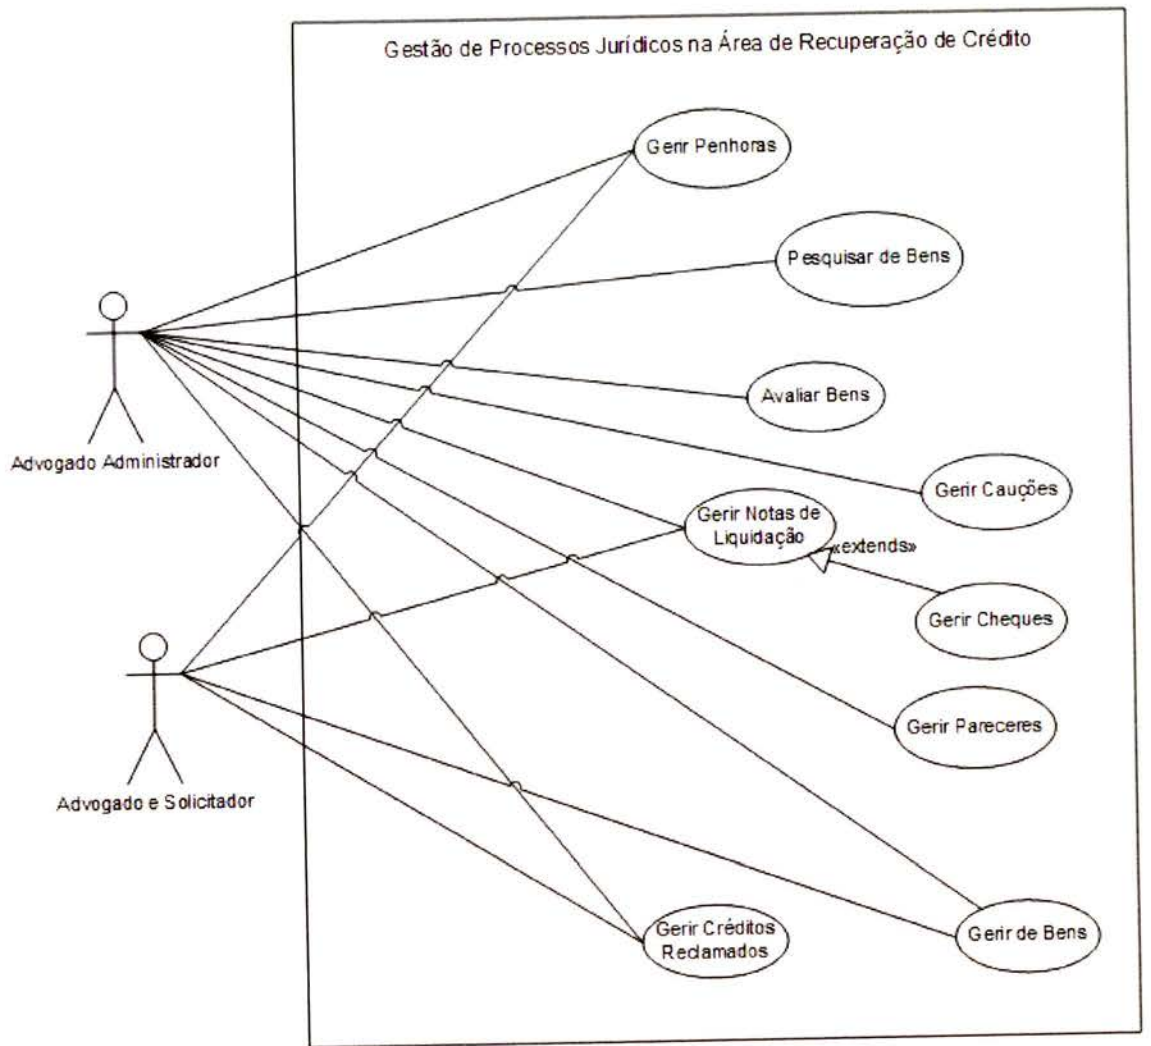 Gestão de Processos Jurídicos na Área de Recuperação de Crédito
Gerir Penhoras
Pesquisar de Bens
Avaliar Bens
Advogado Administrador
Gerir Cauções
Gerir Notas de
Liquidação
«extends»
Gerir Cheques
Gerir Pareceres
Advogado e Solicitador
Gerir Créditos
Reclamados
Gerir de Bens